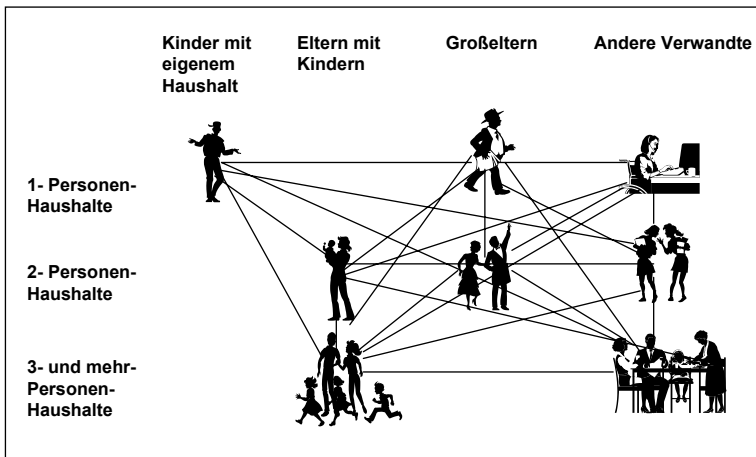 Kinder mit
eigenem
Haushalt
Eltern mit
Kindern
Großeltern
Andere Verwandte
1- Personen-
Haushalte
2- Personen-
Haushalte
3- und mehr-
Personen-
Haushalte